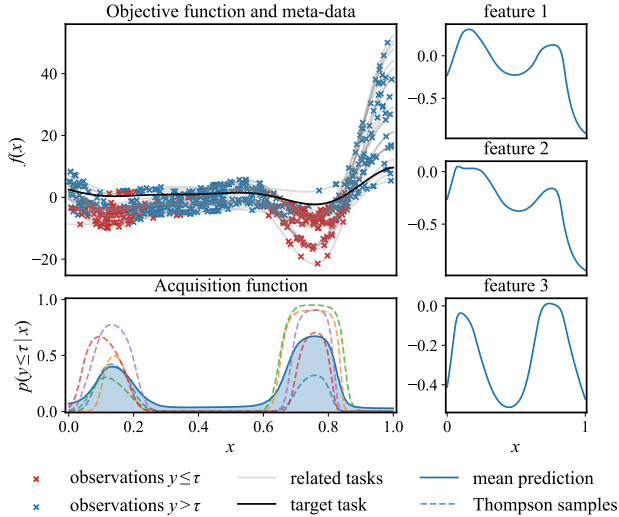 Objective function and meta-data
40
20
0
−20
f(x)
feature 1
0.0
−0.5
feature 2
0.0
−0.5
Acquisition function
1.0
0.5
0.0
p(y ≤ τ | x)
0.0 0.2 0.4 0.6 0.8 1.0
x
feature 3
0.0
−0.2
−0.4
0 1
x
observations y ≤ τ related tasks mean prediction
observations y > τ target task Thompson samples